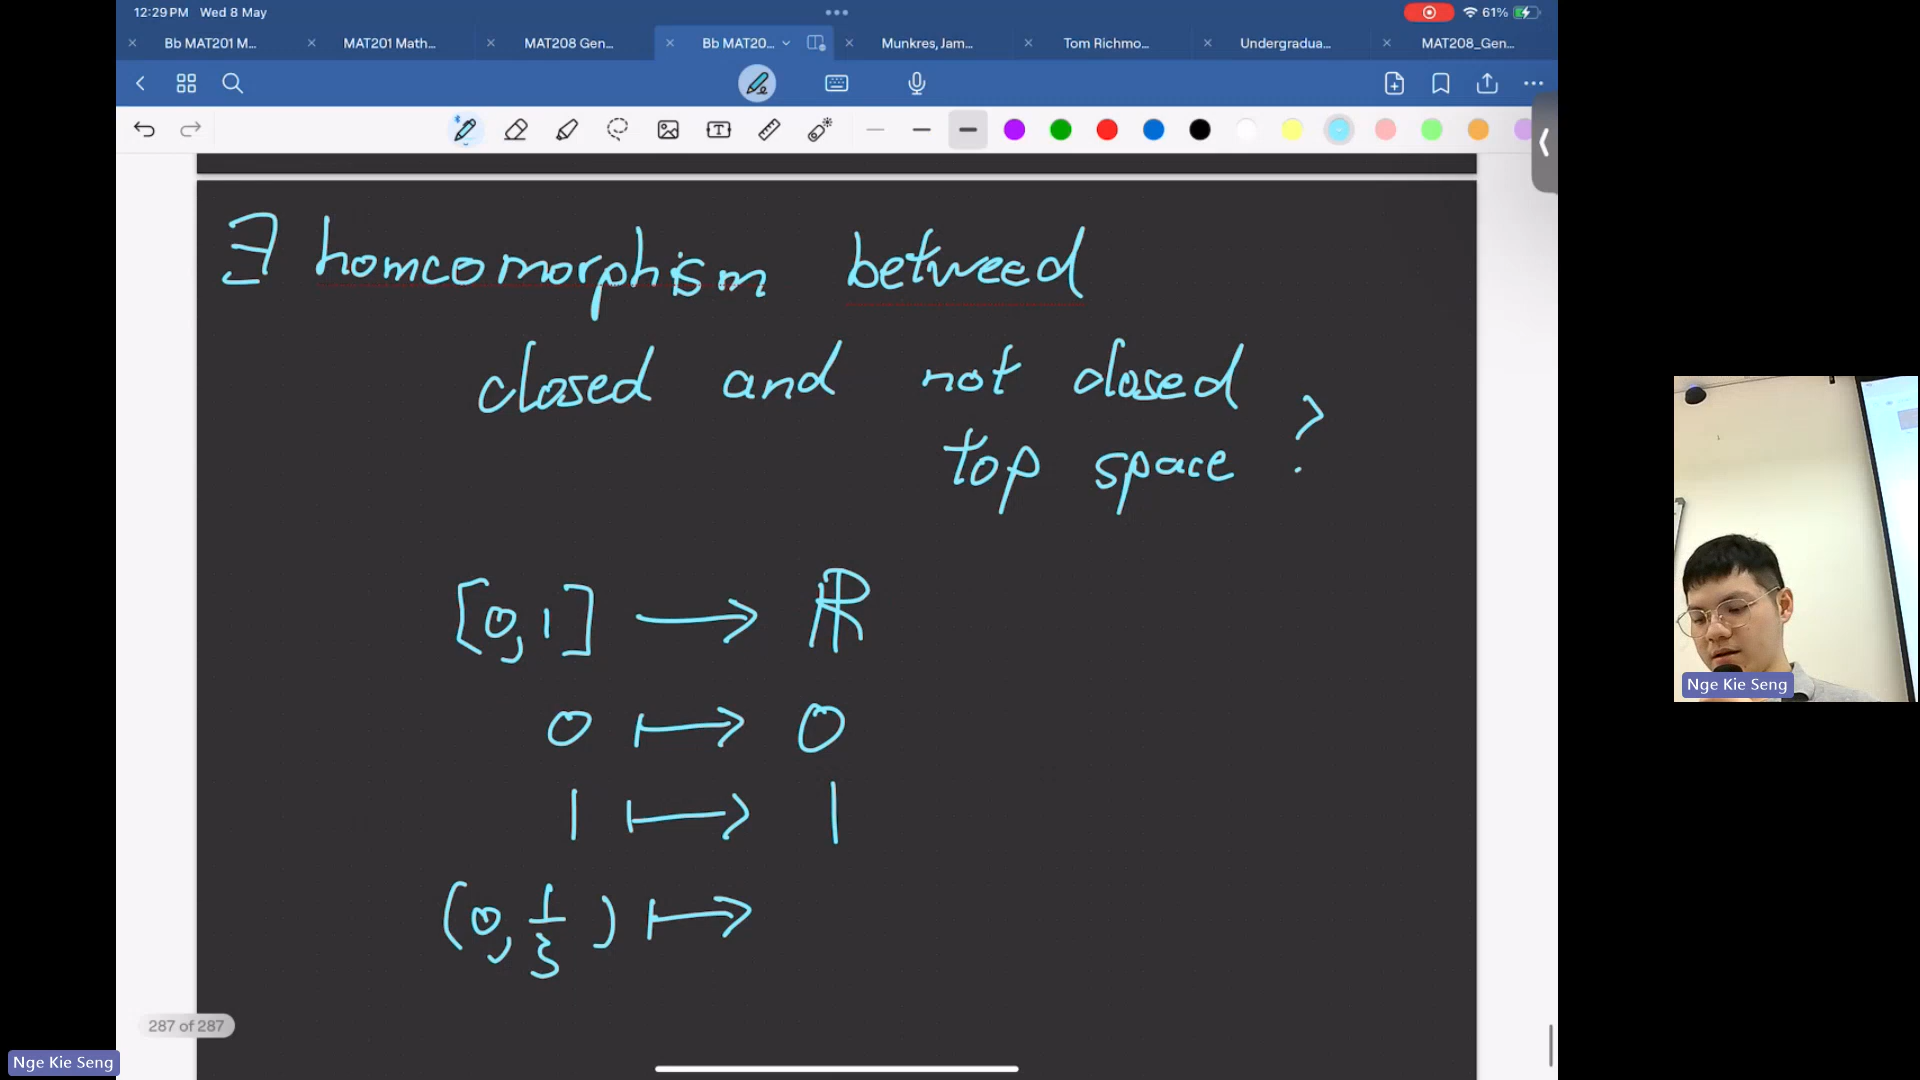 12:29 PM Wed 8 May
61%
Bb MAT201 M...
MAT201 Math...
MAT208 Gen...
Bb MAT20...
Munkres, Jam...
Tom Richmo...
Undergradua...
MAT208_Gen...
∃ homeomorphism betweed
closed and not closed
top space ?
[0,1] → ℝ
0 ↦ 0
1 ↦ 1
(0, 1/3) ↦
287 of 287
Nge Kie Seng
Nge Kie Seng